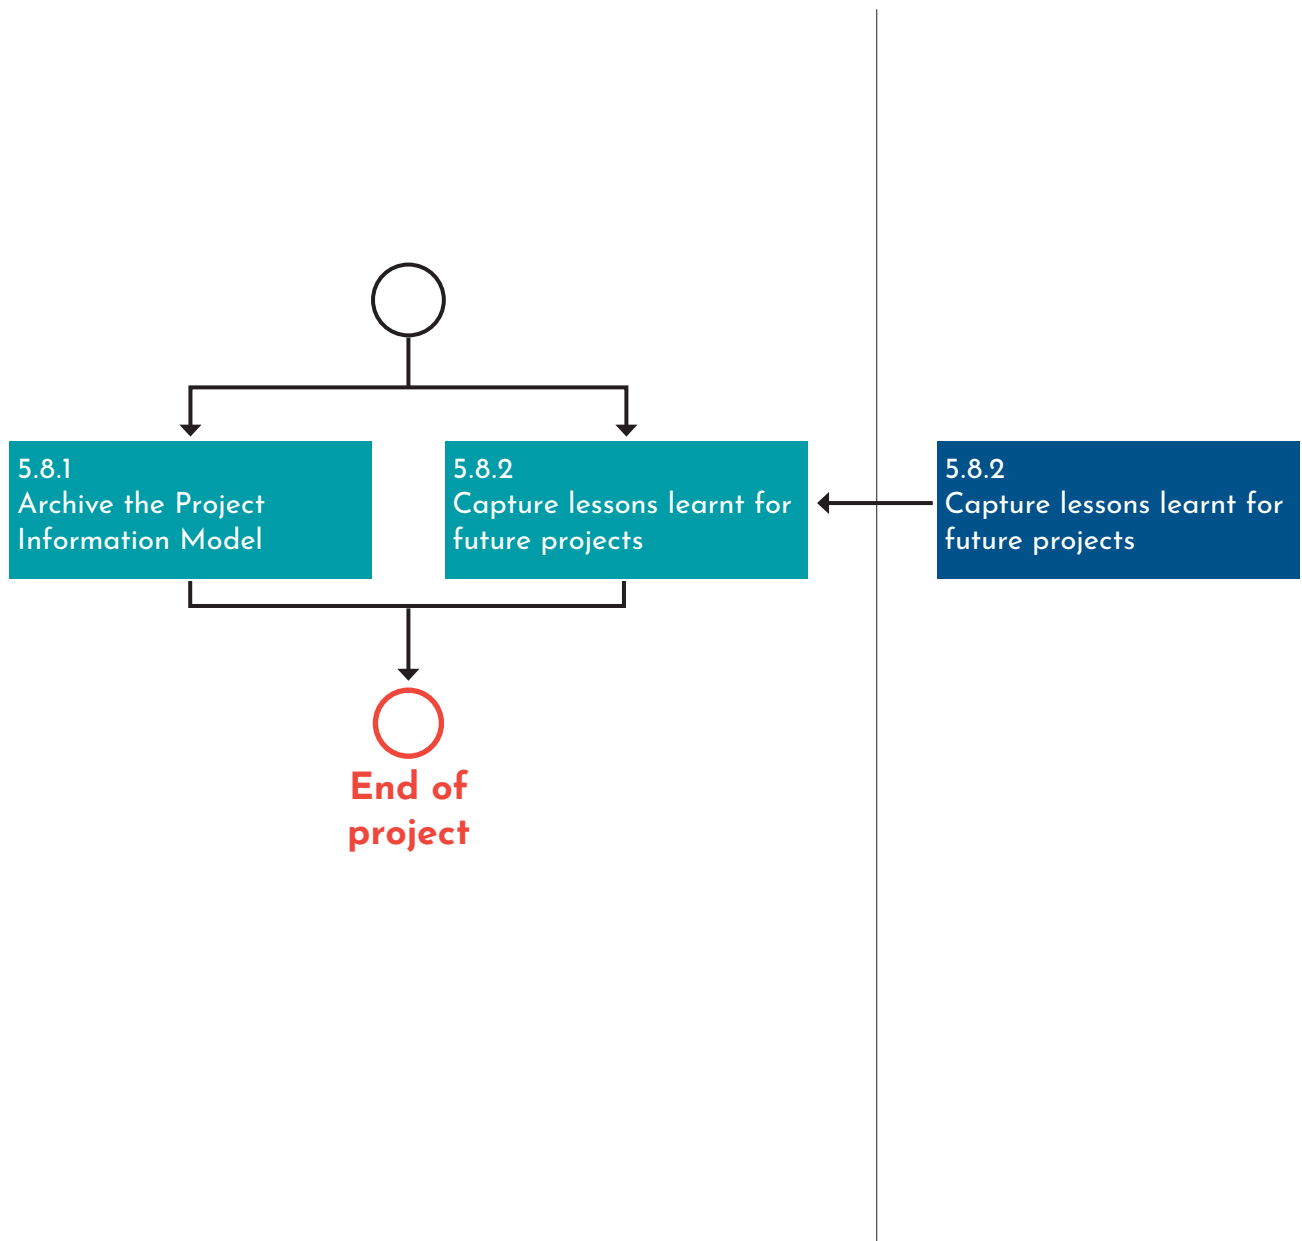 5.8.1
Archive the Project
Information Model
5.8.2
Capture lessons learnt for
future projects
5.8.2
Capture lessons learnt for
future projects
End of
project